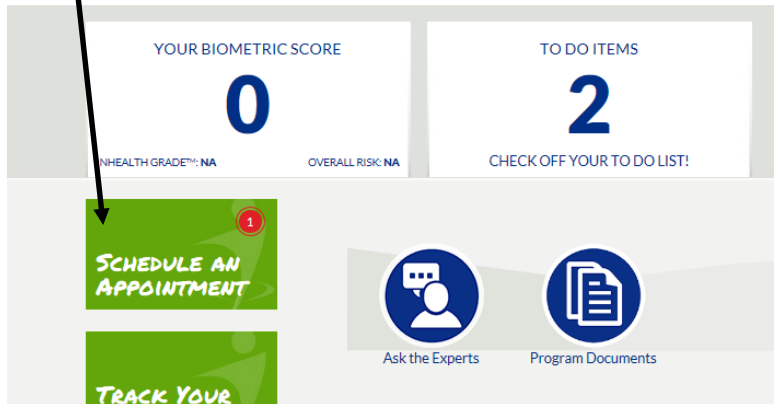 YOUR BIOMETRIC SCORE
0
NHEALTH GRADE™: NA
OVERALL RISK: NA
TO DO ITEMS
2
CHECK OFF YOUR TO DO LIST!
1
SCHEDULE AN
APPOINTMENT
Ask the Experts
Program Documents
TRACK YOUR